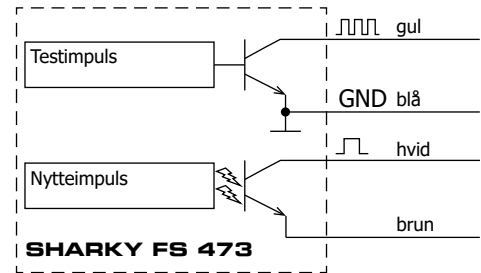 gul
Testimpuls
GND blå
hvid
Nytteimpuls
brun
SHARKY FS 473